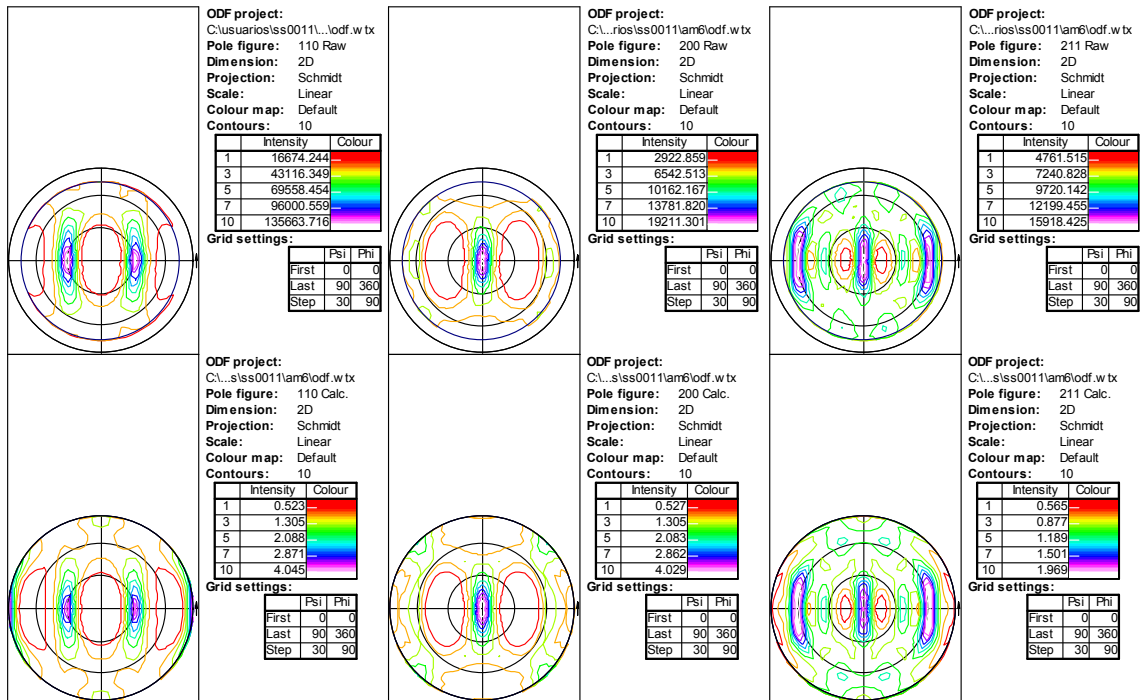 ODF project:
C:\usuarios\ss0011\...\odf.wtx
Pole figure: 110 Raw
Dimension: 2D
Projection: Schmidt
Scale: Linear
Colour map: Default
Contours: 10
Intensity Colour
1 16674.244
3 43116.349
5 69558.454
7 96000.559
10 135663.716
Grid settings:
Psi Phi
First 0 0
Last 90 360
Step 30 90
ODF project:
C:\...rios\ss0011\am6\odf.wtx
Pole figure: 200 Raw
Dimension: 2D
Projection: Schmidt
Scale: Linear
Colour map: Default
Contours: 10
Intensity Colour
1 2922.859
3 6542.513
5 10162.167
7 13781.820
10 19211.301
Grid settings:
Psi Phi
First 0 0
Last 90 360
Step 30 90
ODF project:
C:\...rios\ss0011\am6\odf.wtx
Pole figure: 211 Raw
Dimension: 2D
Projection: Schmidt
Scale: Linear
Colour map: Default
Contours: 10
Intensity Colour
1 4761.515
3 7240.828
5 9720.142
7 12199.455
10 15918.425
Grid settings:
Psi Phi
First 0 0
Last 90 360
Step 30 90
ODF project:
C:\...s\ss0011\am6\odf.wtx
Pole figure: 110 Calc.
Dimension: 2D
Projection: Schmidt
Scale: Linear
Colour map: Default
Contours: 10
Intensity Colour
1 0.523
3 1.305
5 2.088
7 2.871
10 4.045
Grid settings:
Psi Phi
First 0 0
Last 90 360
Step 30 90
ODF project:
C:\...s\ss0011\am6\odf.wtx
Pole figure: 200 Calc.
Dimension: 2D
Projection: Schmidt
Scale: Linear
Colour map: Default
Contours: 10
Intensity Colour
1 0.527
3 1.305
5 2.083
7 2.862
10 4.029
Grid settings:
Psi Phi
First 0 0
Last 90 360
Step 30 90
ODF project:
C:\...s\ss0011\am6\odf.wtx
Pole figure: 211 Calc.
Dimension: 2D
Projection: Schmidt
Scale: Linear
Colour map: Default
Contours: 10
Intensity Colour
1 0.565
3 0.877
5 1.189
7 1.501
10 1.969
Grid settings:
Psi Phi
First 0 0
Last 90 360
Step 30 90